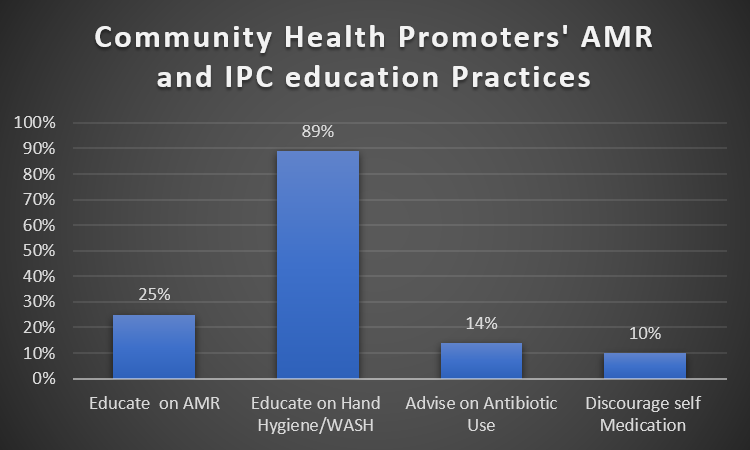 Community Health Promoters' AMR
and IPC education Practices
100%
90%
80%
70%
60%
50%
40%
30%
20%
10%
0%
25%
89%
14%
10%
Educate on AMR
Educate on Hand
Hygiene/WASH
Advise on Antibiotic
Use
Discourage self
Medication